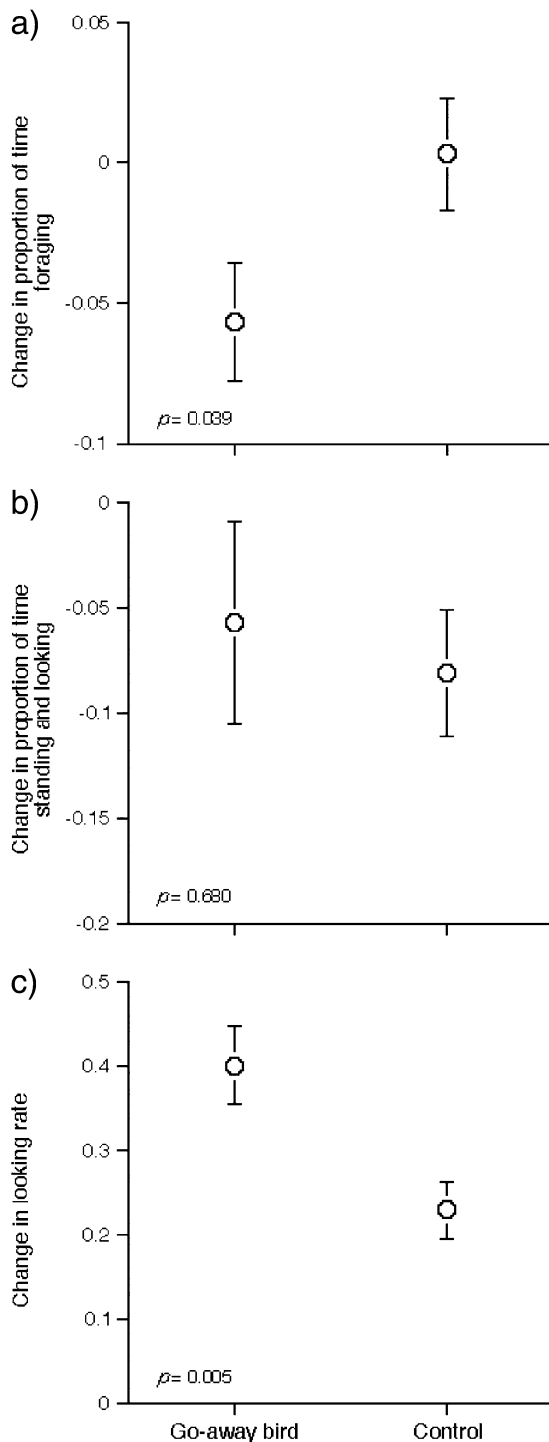 a)
0.05
0
-0.05
-0.1
Change in proportion of time
foraging
p= 0.039
b)
0
-0.05
-0.1
-0.15
-0.2
Change in proportion of time
standing and looking
p= 0.680
c)
0.5
0.4
0.3
0.2
0.1
0
Change in looking rate
p= 0.005
Go-away bird Control